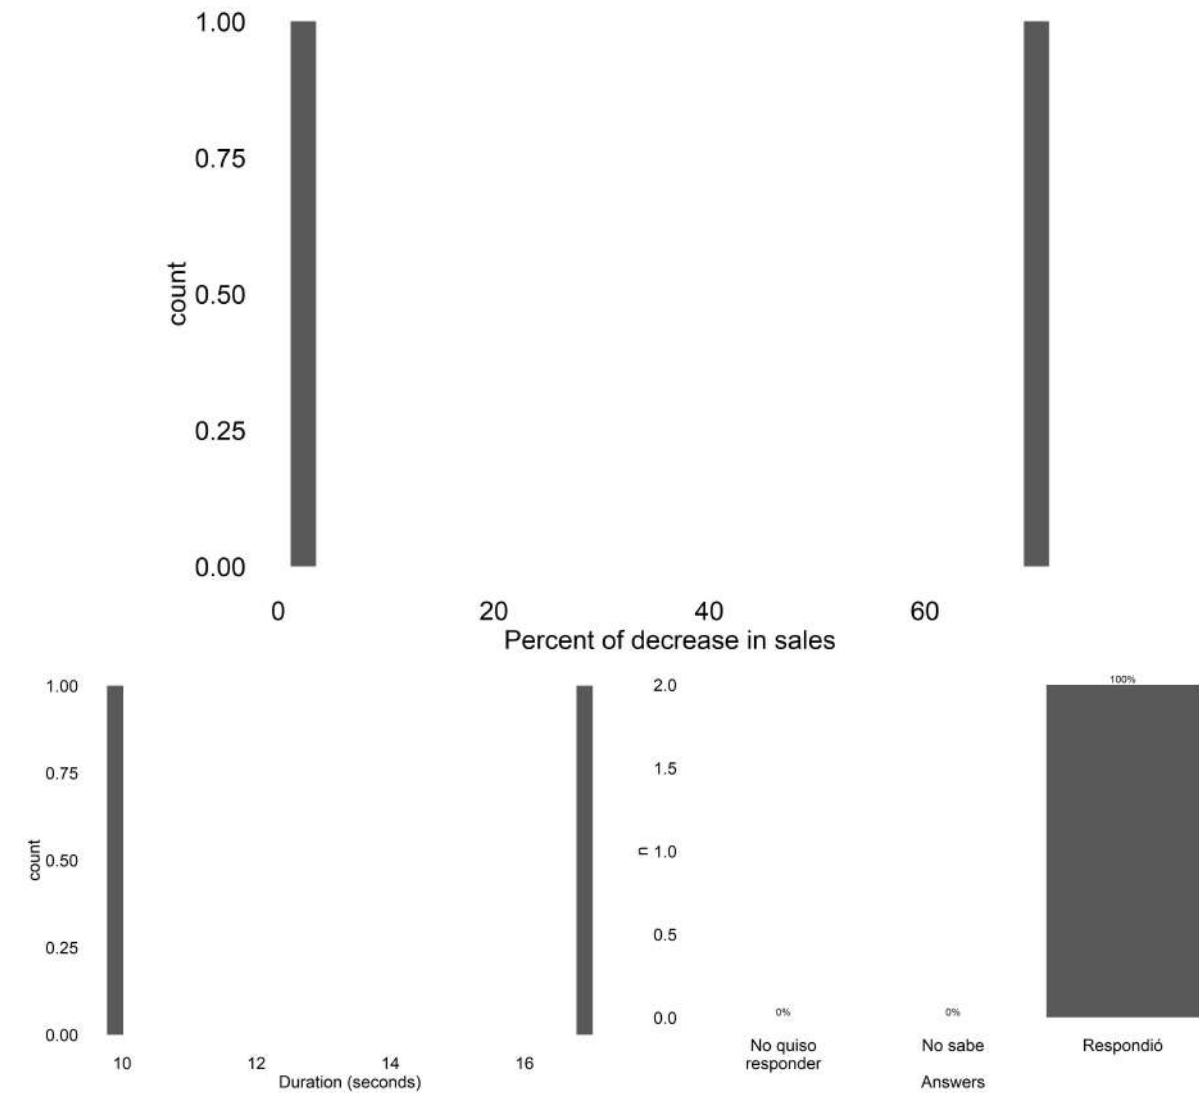 1.00
0.75
0.50
0.25
0.00
count
0 20 40 60
Percent of decrease in sales
1.00
0.75
0.50
0.25
0.00
count
10 12 14 16
Duration (seconds)
2.0
1.5
1.0
0.5
0.0
n
100%
0% 0%
No quiso
responder
No sabe
Respondió
Answers